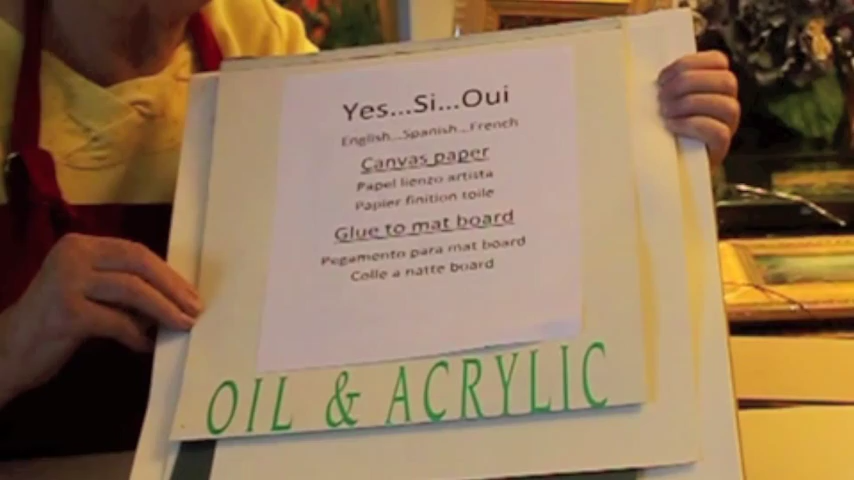 Yes...Si...Oui
English...Spanish...French
Canvas paper
Papel lienzo artista
Papier finition toile
Glue to mat board
Pegamento para mat board
Colle a natte board
OIL & ACRYLIC